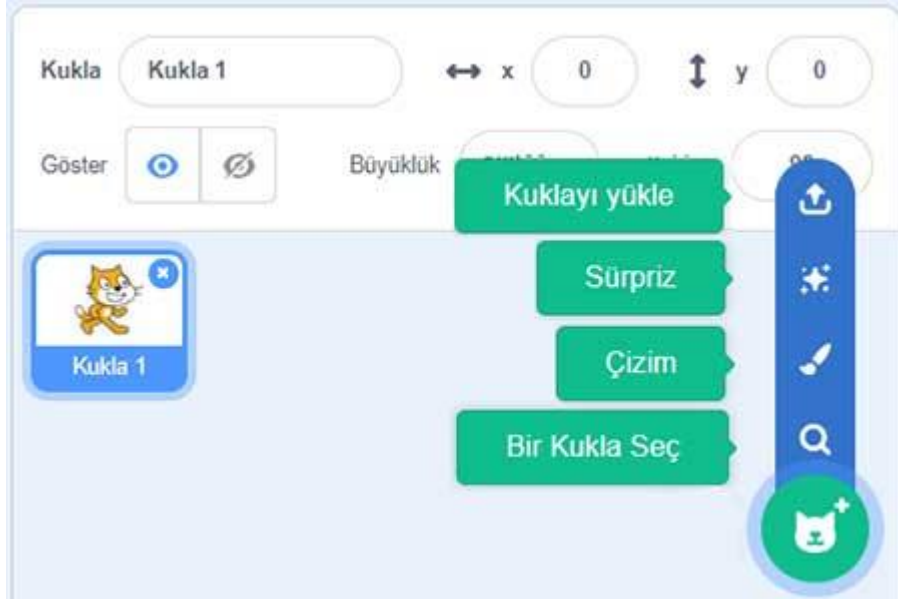 Kukla Kukla 1 x 0 y 0
Göster Büyüklük
Kuklayı yükle
Sürpriz
Çizim
Kukla 1
Bir Kukla Seç